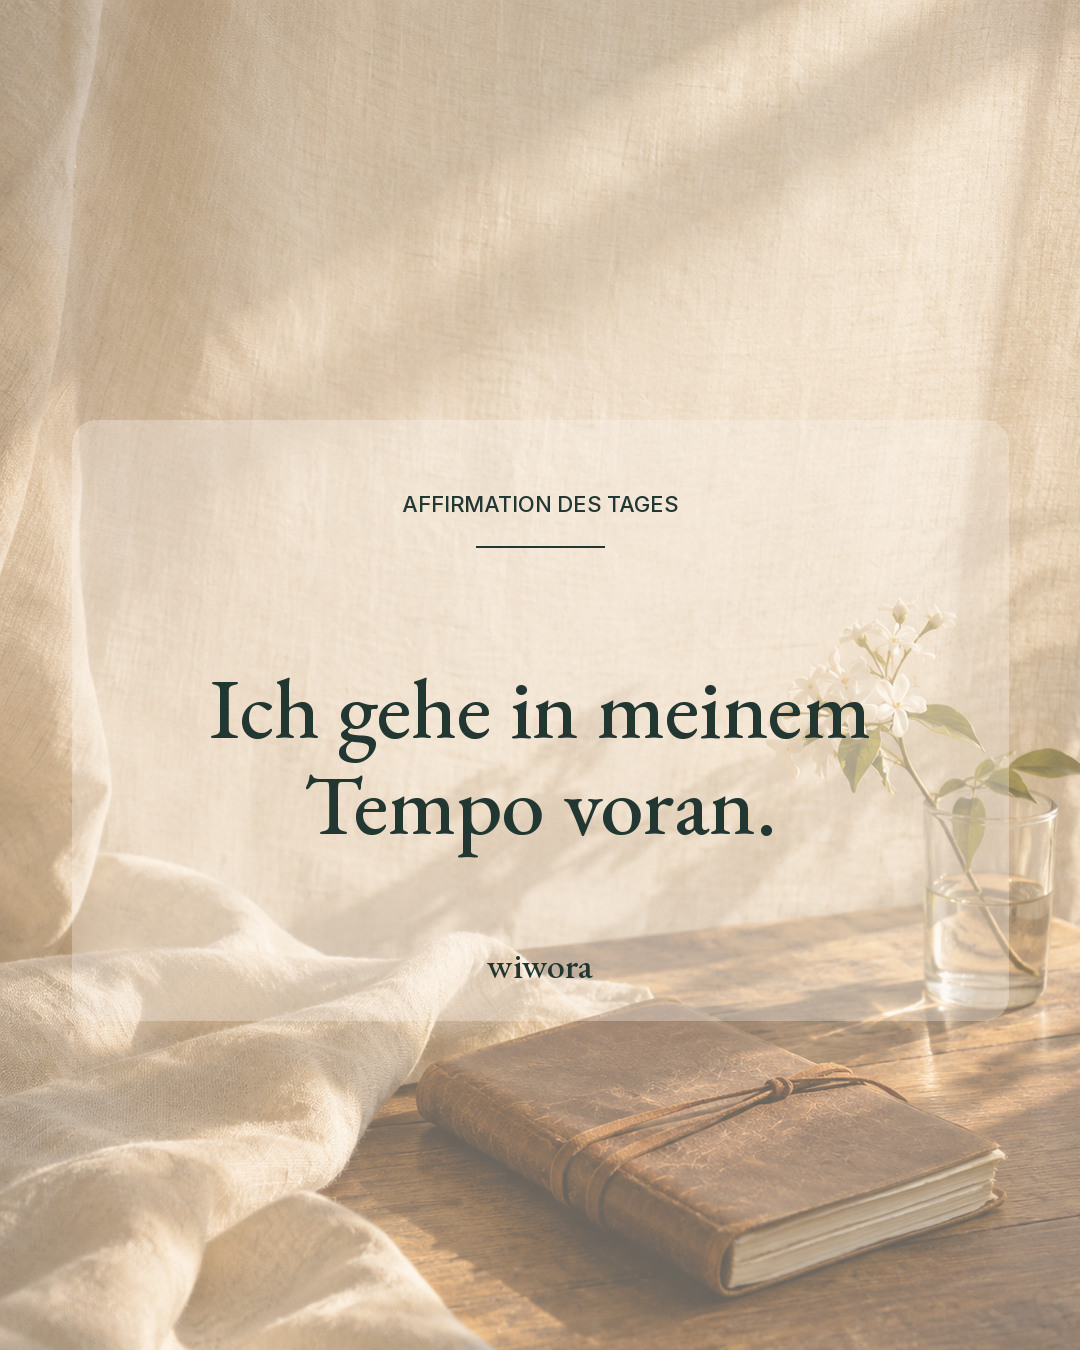 AFFIRMATION DES TAGES
Ich gehe in meinem
Tempo voran.
wiwora